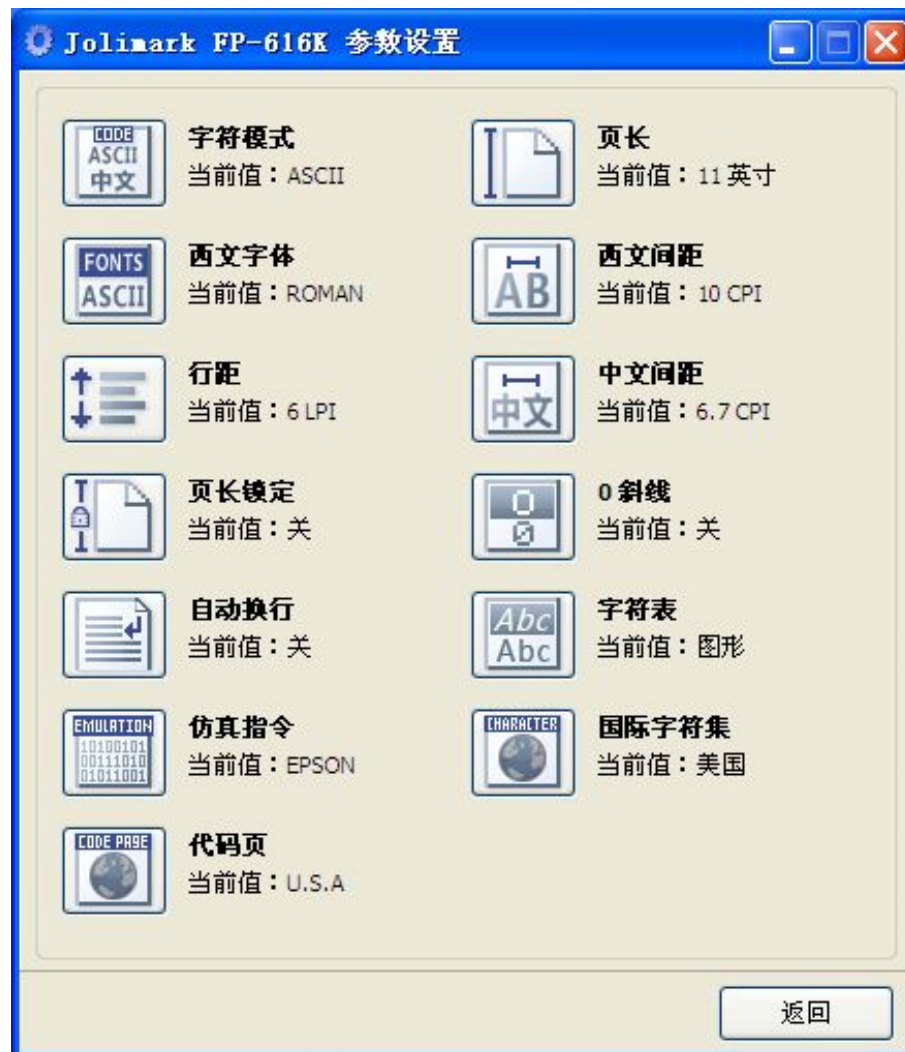 Jolimark FP-616K 参数设置
CODE
ASCII
中文
字符模式
当前值：ASCII
页长
当前值：11 英寸
FONTS
ASCII
西文字体
当前值：ROMAN
AB
西文间距
当前值：10 CPI
行距
当前值：6 LPI
中文
中文间距
当前值：6.7 CPI
页长锁定
当前值：关
0
0
0 斜线
当前值：关
自动换行
当前值：关
Abc
Abc
字符表
当前值：图形
EMULATION
10100101
00111010
01011001
仿真指令
当前值：EPSON
CHARACTER
国际字符集
当前值：美国
CODE PAGE
代码页
当前值：U.S.A
返回